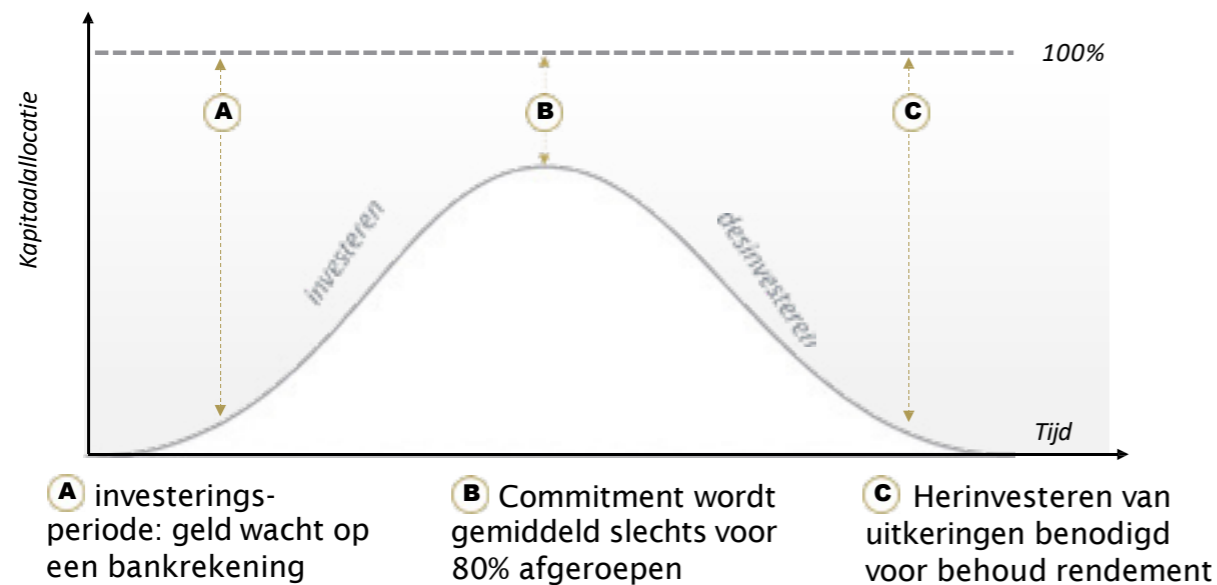 Kapitaalallocatie
100%
A
B
C
investeren
desinvesteren
Tijd
A investerings-
periode: geld wacht op
een bankrekening
B Commitment wordt
gemiddeld slechts voor
80% afgeroepen
C Herinvesteren van
uitkeringen benodigd
voor behoud rendement